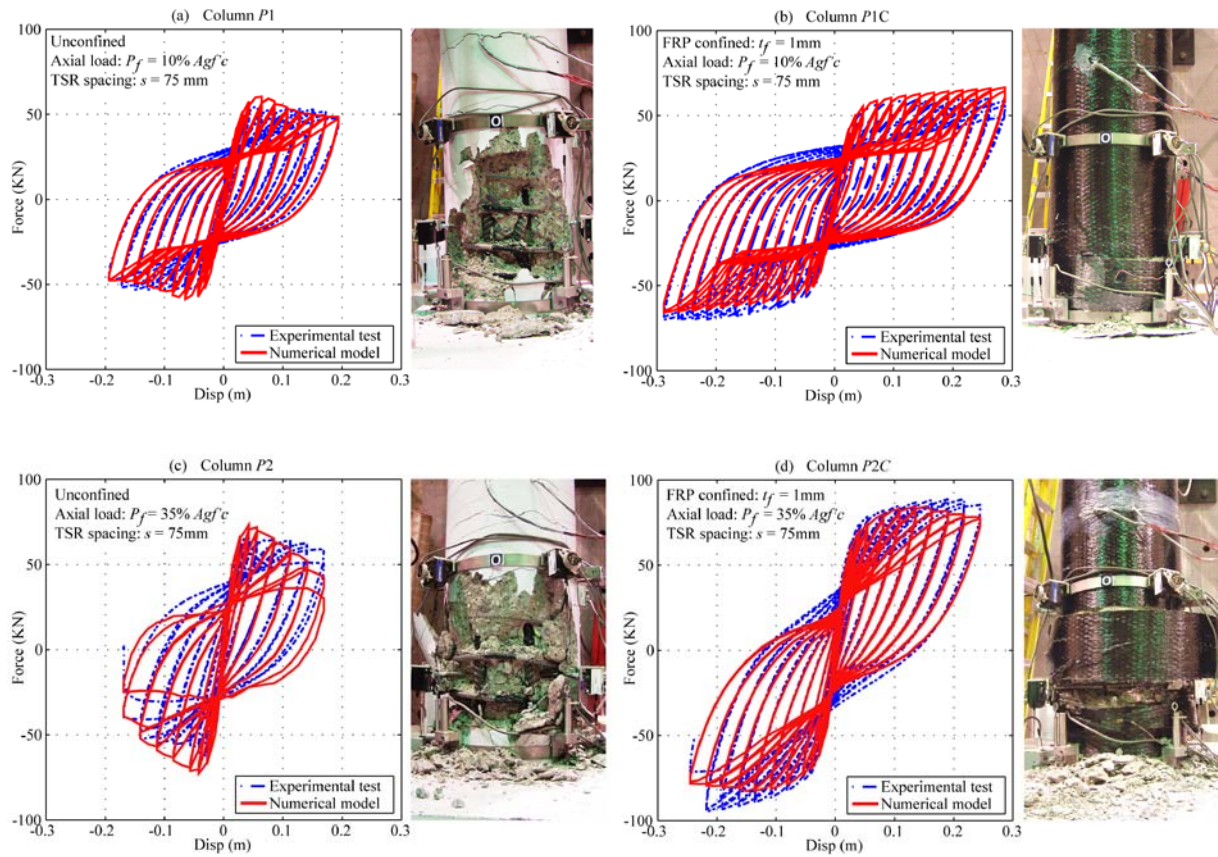 (a) Column P1
Unconfined
Axial load: Pf = 10% Agf'c
TSR spacing: s = 75 mm
100
50
0
-50
-100
Force (KN)
-0.3 -0.2 -0.1 0 0.1 0.2 0.3
Disp (m)
Experimental test
Numerical model
O
(b) Column P1C
FRP confined: tf = 1mm
Axial load: Pf = 10% Agf'c
TSR spacing: s = 75 mm
100
50
0
-50
-100
Force (KN)
-0.3 -0.2 -0.1 0 0.1 0.2 0.3
Disp (m)
Experimental test
Numerical model
O
(c) Column P2
Unconfined
Axial load: Pf = 35% Agf'c
TSR spacing: s = 75mm
100
50
0
-50
-100
Force (KN)
-0.3 -0.2 -0.1 0 0.1 0.2 0.3
Disp (m)
Experimental test
Numerical model
O
(d) Column P2C
FRP confined: tf = 1mm
Axial load: Pf = 35% Agf'c
TSR spacing: s = 75mm
100
50
0
-50
-100
Force (KN)
-0.3 -0.2 -0.1 0 0.1 0.2 0.3
Disp (m)
Experimental test
Numerical model
O